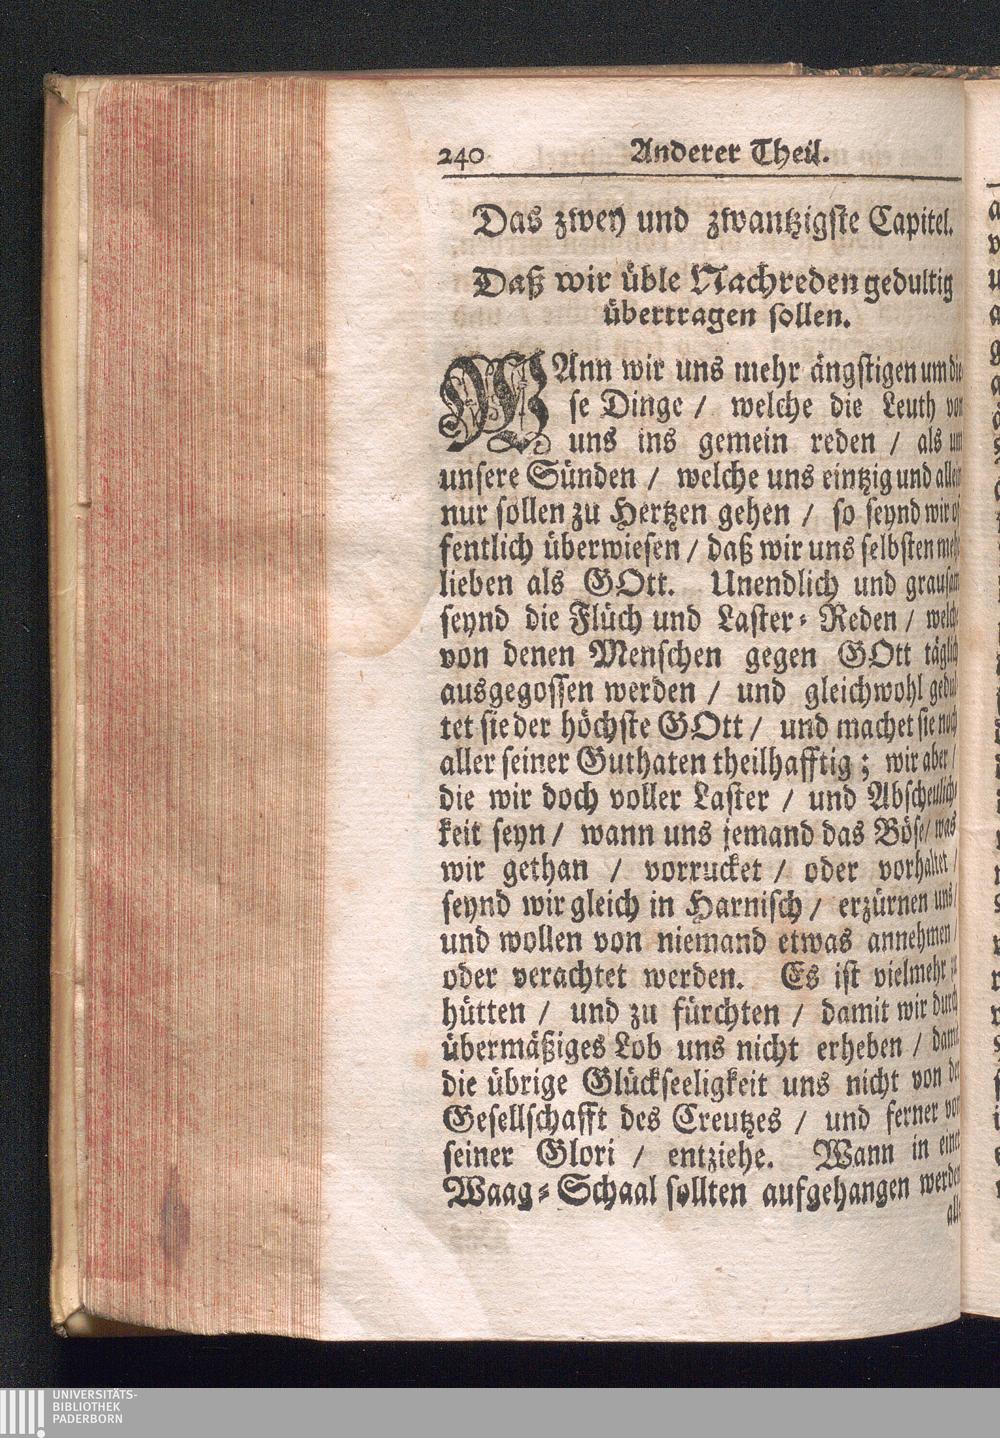 240 Anderer Theil.
Das zwey und zwantzigste Capitel.
Daß wir üble Nachreden gedultig
übertragen sollen.
WAnn wir uns mehr ängstigen um die
se Dinge / welche die Leuth von
uns ins gemein reden / als um
unsere Sünden / welche uns eintzig und allein
nur sollen zu Hertzen gehen / so seynd wir of
fentlich überwiesen / daß wir uns selbsten mehr
lieben als GOtt. Unendlich und grausam
seynd die Flüch und Laster-Reden / welche
von denen Menschen gegen GOtt täglich
ausgegossen werden / und gleichwohl gedul
tet sie der höchste GOtt / und machet sie noch
aller seiner Guthaten theilhafftig; wir aber /
die wir doch voller Laster / und Abscheulich-
keit seyn / wann uns jemand das Böse / was
wir gethan / vorrucket / oder vorhaltet /
seynd wir gleich in Harnisch / erzürnen uns /
und wollen von niemand etwas annehmen /
oder verachtet werden. Es ist vielmehr zu
hütten / und zu fürchten / damit wir durch
übermäßiges Lob uns nicht erheben / damit
die übrige Glückseeligkeit uns nicht von der
Gesellschafft des Creutzes / und ferner von
seiner Glori / entziehe. Wann in einer
Waag-Schaal sollten aufgehangen werden
UNIVERSITÄTS-
BIBLIOTHEK
PADERBORN